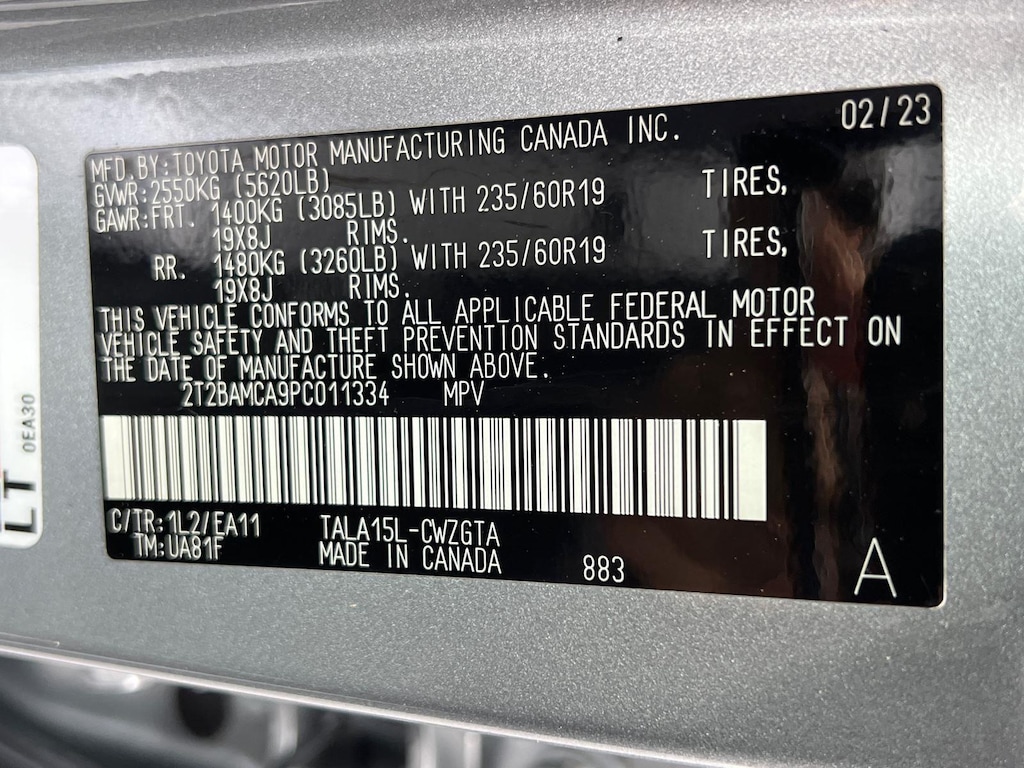 02/23
MFD.BY:TOYOTA MOTOR MANUFACTURING CANADA INC.
GVWR:2550KG (5620LB)
GAWR:FRT. 1400KG (3085LB) WITH 235/60R19 TIRES,
19X8J RIMS.
RR. 1480KG (3260LB) WITH 235/60R19 TIRES,
19X8J RIMS.
THIS VEHICLE CONFORMS TO ALL APPLICABLE FEDERAL MOTOR
VEHICLE SAFETY AND THEFT PREVENTION STANDARDS IN EFFECT ON
THE DATE OF MANUFACTURE SHOWN ABOVE.
2T2BAMCA9PC011334 MPV
C/TR:1L2/EA11 TALA15L-CWZGTA
TM:UA81F MADE IN CANADA 883 A
LT 0EA30